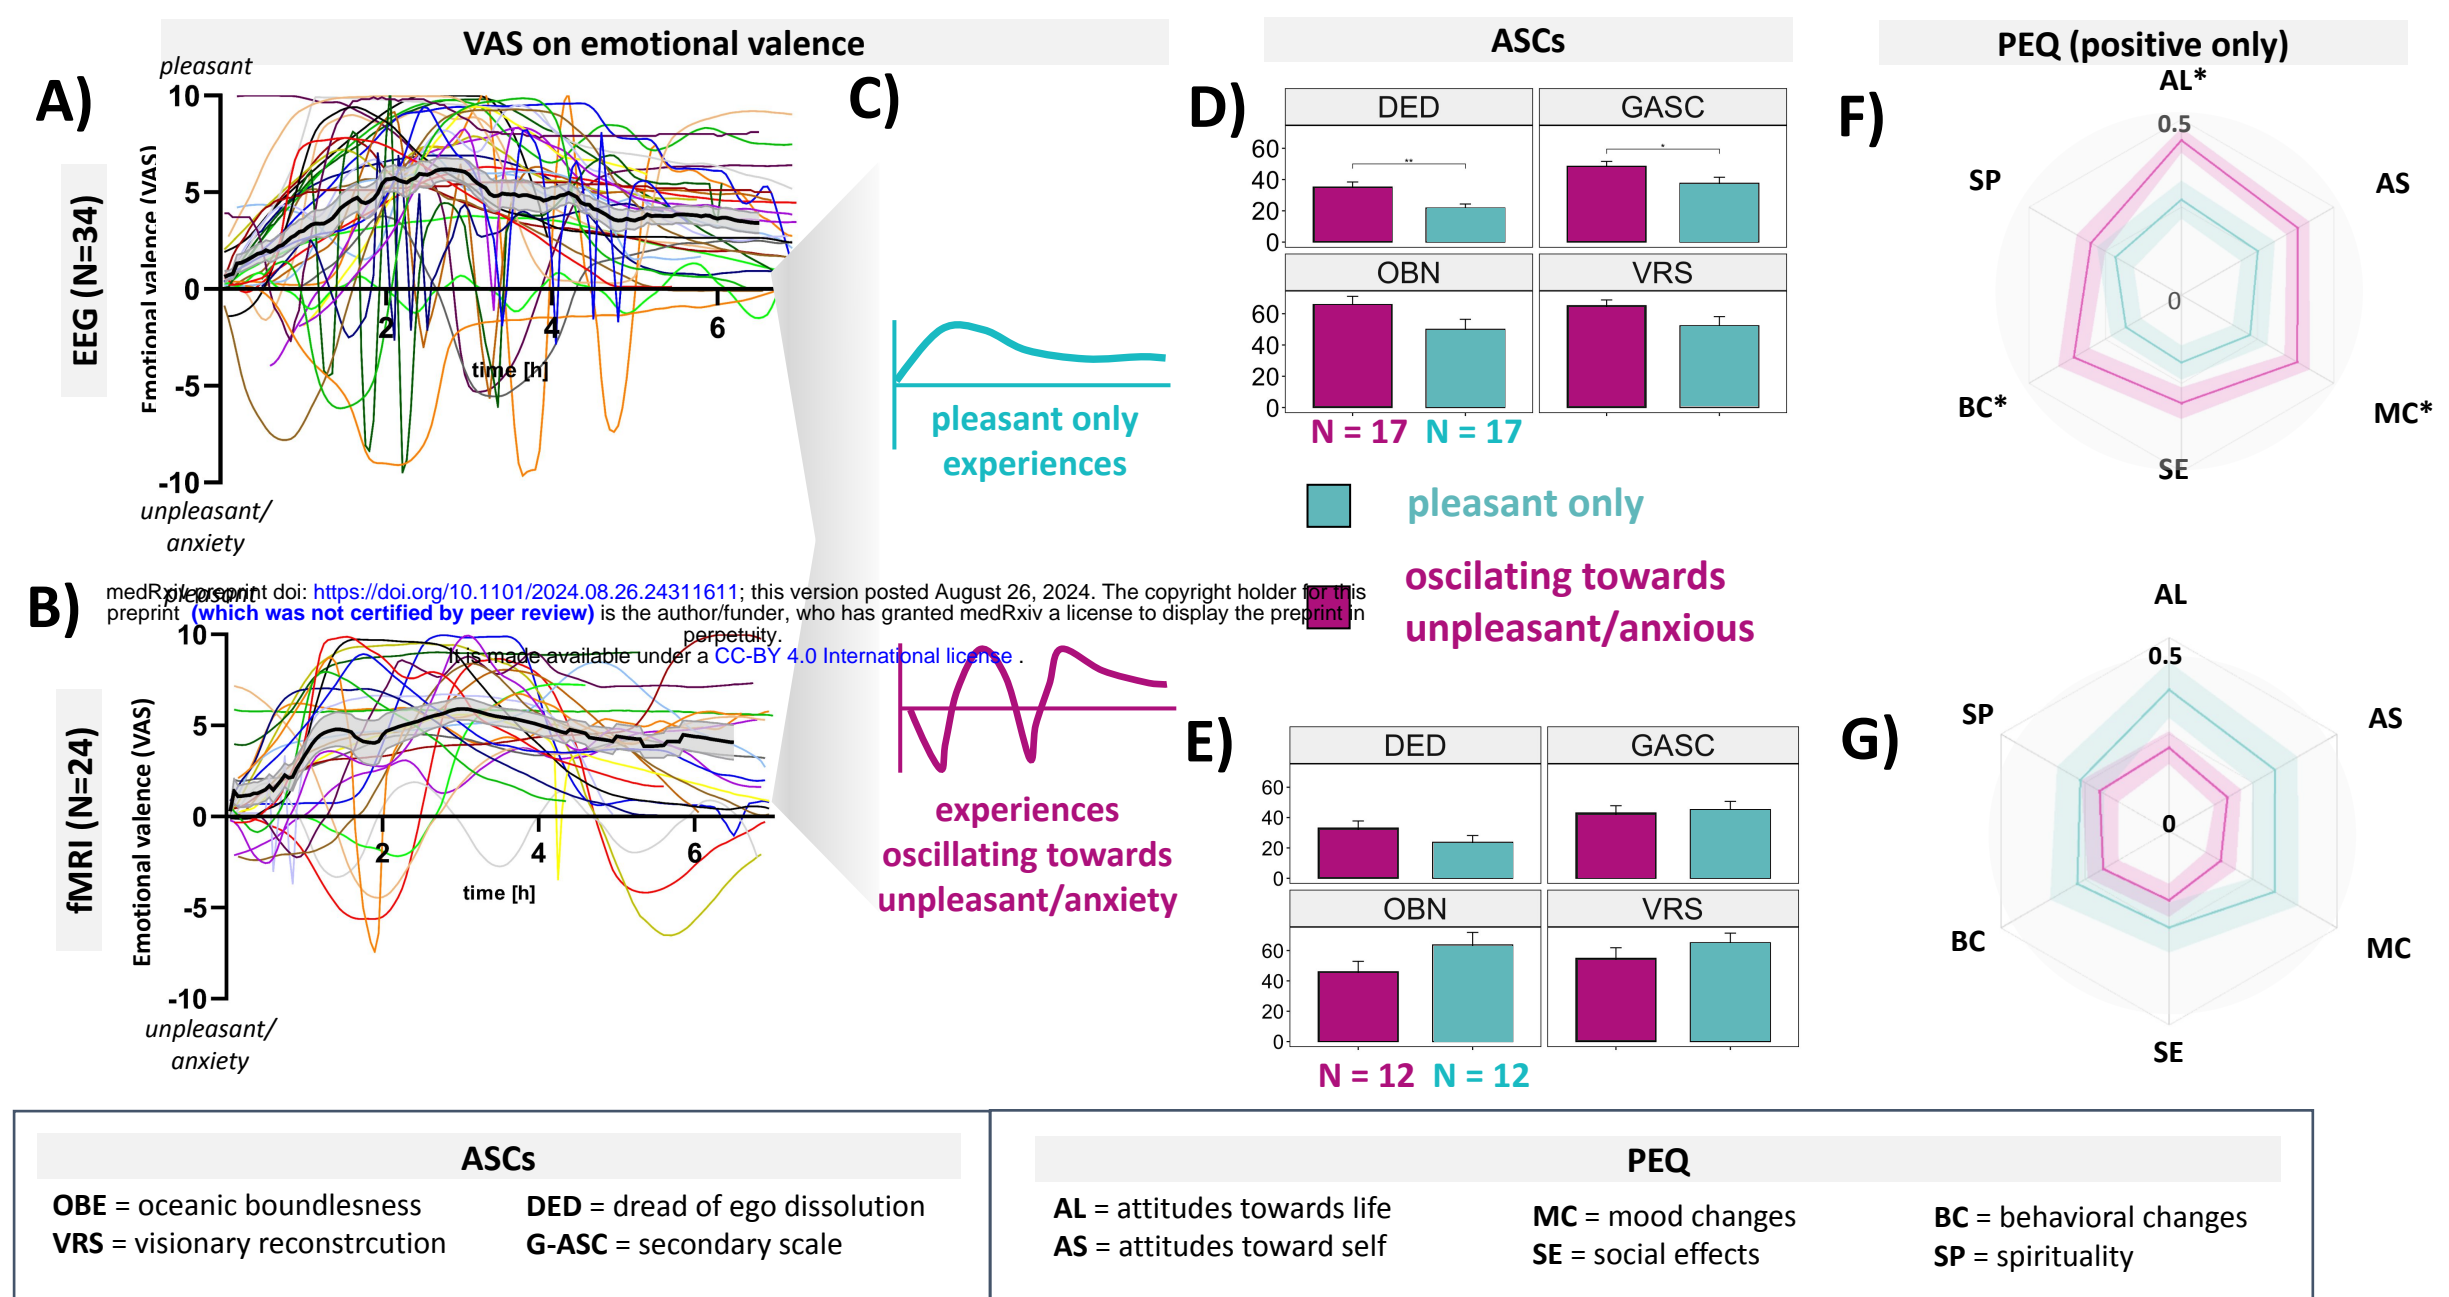 VAS on emotional valence
ASCs
PEQ (positive only)
A)
pleasant
10
5
0
-5
-10
2
4
6
time [h]
Emotional valence (VAS)
EEG (N=34)
unpleasant/
anxiety
B)
pleasant
medRxiv preprint doi: https://doi.org/10.1101/2024.08.26.24311611; this version posted August 26, 2024. The copyright holder for this
preprint (which was not certified by peer review) is the author/funder, who has granted medRxiv a license to display the preprint in
perpetuity.
It is made available under a CC-BY 4.0 International license .
10
5
0
-5
-10
2
4
6
time [h]
Emotional valence (VAS)
fMRI (N=24)
unpleasant/
anxiety
C)
pleasant only
experiences
experiences
oscillating towards
unpleasant/anxiety
D)
DED
GASC
60
40
20
0
**
*
OBN
VRS
60
40
20
0
N = 17 N = 17
pleasant only
oscilating towards
unpleasant/anxious
E)
DED
GASC
60
40
20
0
OBN
VRS
60
40
20
0
N = 12 N = 12
F)
AL*
0.5
SP
AS
0
BC*
MC*
SE
G)
AL
0.5
SP
AS
0
BC
MC
SE
ASCs
OBE = oceanic boundlesness
DED = dread of ego dissolution
VRS = visionary reconstrcution
G-ASC = secondary scale
PEQ
AL = attitudes towards life
MC = mood changes
BC = behavioral changes
AS = attitudes toward self
SE = social effects
SP = spirituality